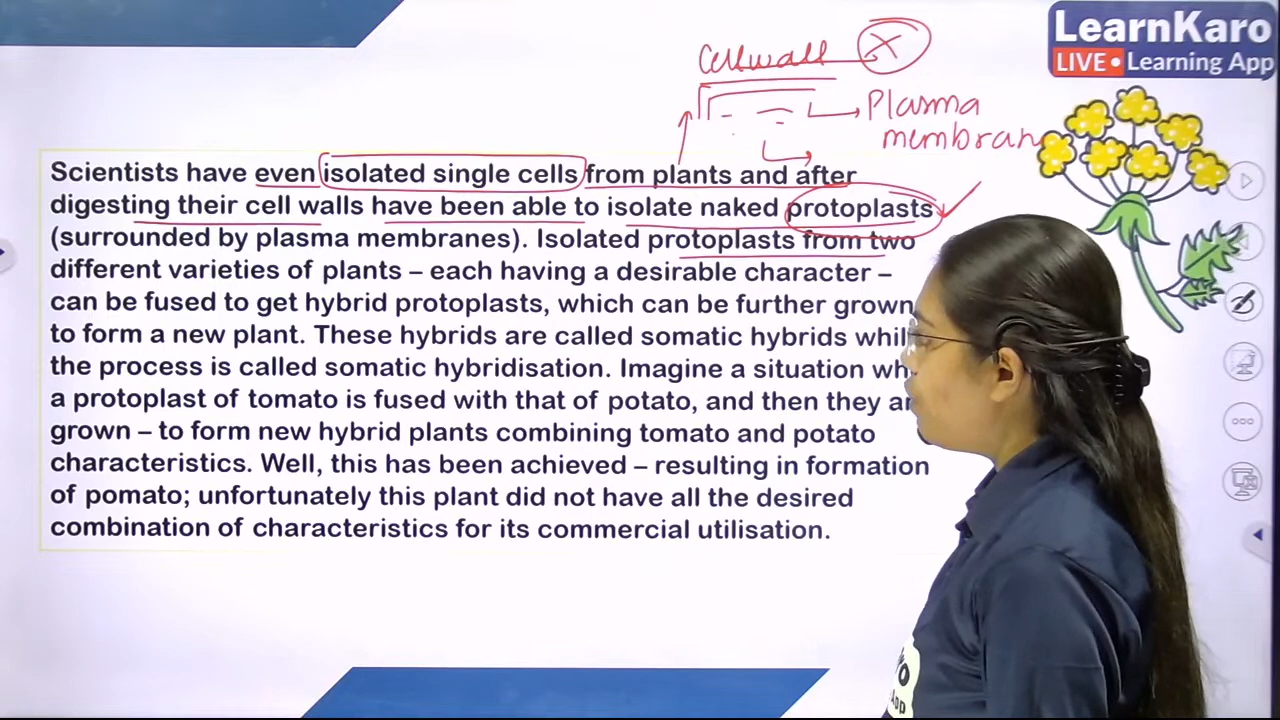 LearnKaro
LIVE • Learning App
Cellwall
Plasma
membran
Scientists have even isolated single cells from plants and after
digesting their cell walls have been able to isolate naked protoplasts
(surrounded by plasma membranes). Isolated protoplasts from two
different varieties of plants – each having a desirable character –
can be fused to get hybrid protoplasts, which can be further grown
to form a new plant. These hybrids are called somatic hybrids whil
the process is called somatic hybridisation. Imagine a situation wh
a protoplast of tomato is fused with that of potato, and then they ar
grown – to form new hybrid plants combining tomato and potato
characteristics. Well, this has been achieved – resulting in formation
of pomato; unfortunately this plant did not have all the desired
combination of characteristics for its commercial utilisation.